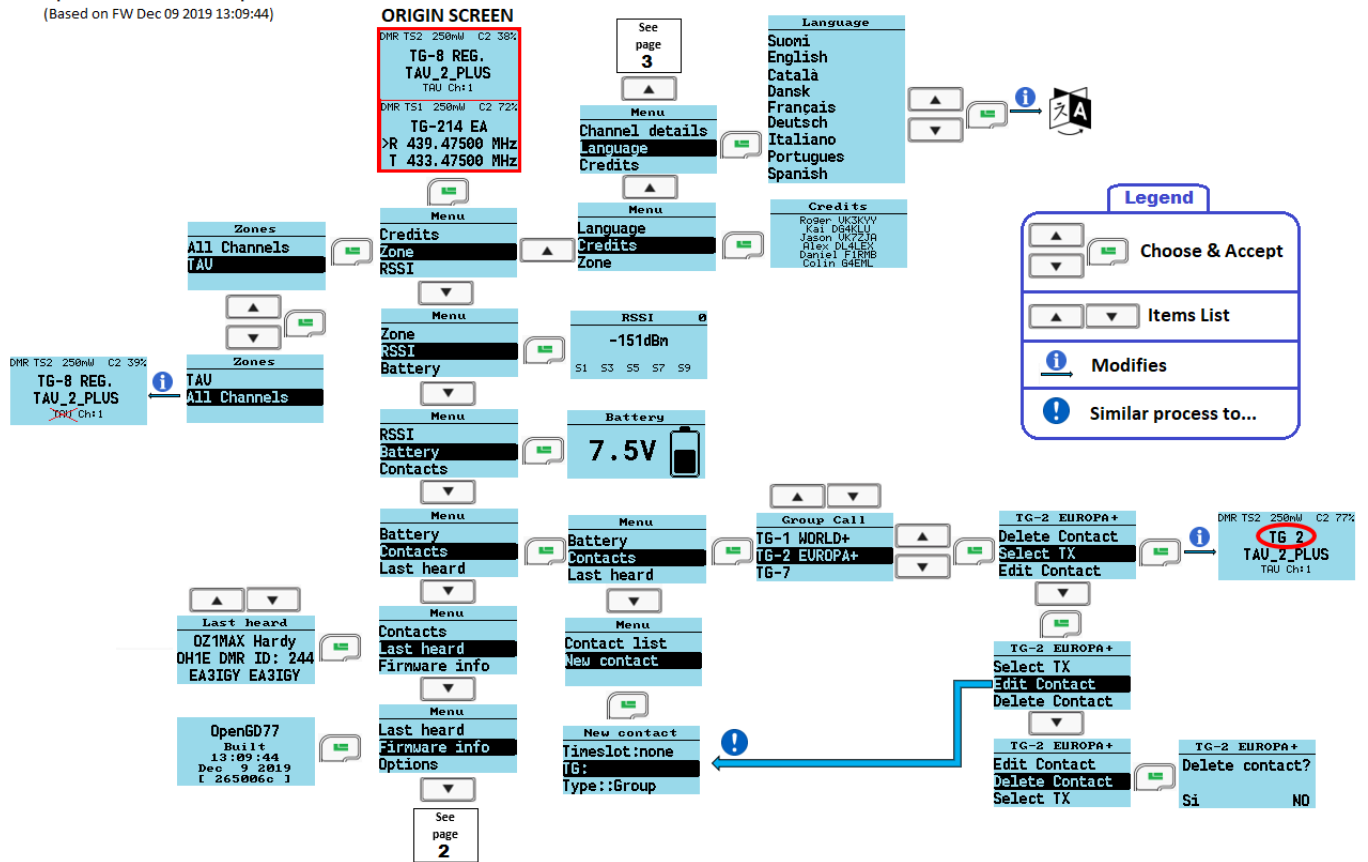 (Based on FW Dec 09 2019 13:09:44)
ORIGIN SCREEN
DMR TS2 250mW C2 38%
TG-8 REG.
TAV_2_PLUS
TAU Ch:1
DMR TS1 250mW C2 72%
TG-214 EA
>R 439.47500 MHz
T 433.47500 MHz
See
page
3
Menu
Channel details
Language
Credits
Language
Suomi
English
Català
Dansk
Français
Deutsch
Italiano
Portugues
Spanish
Menu
Language
Credits
Zone
Credits
Roger VK3KYY
Kai DG4KLU
Jason VK7ZJA
Alex DL4LEX
Daniel F1RMB
Colin G4EML
Legend
Choose & Accept
Items List
Modifies
Similar process to...
Zones
All Channels
TAU
Menu
Credits
Zone
RSSI
Zones
TAU
All Channels
DMR TS2 250mW C2 39%
TG-8 REG.
TAV_2_PLUS
TAU Ch:1
Menu
Zone
RSSI
Battery
RSSI 0
-151dBm
S1 S3 S5 S7 S9
Menu
RSSI
Battery
Contacts
Battery
7.5V
Menu
Battery
Contacts
Last heard
Menu
Battery
Contacts
Last heard
Group Call
TG-1 WORLD+
TG-2 EUROPA+
TG-7
TG-2 EUROPA+
Delete Contact
Select TX
Edit Contact
DMR TS2 250mW C2 77%
TG 2
TAV_2_PLUS
TAU Ch:1
Last heard
OZ1MAX Hardy
OH1E DMR ID: 244
EA3IGY EA3IGY
Menu
Contacts
Last heard
Firmware info
Menu
Contact list
New contact
TG-2 EUROPA+
Select TX
Edit Contact
Delete Contact
OpenGD77
Built
13:09:44
Dec 9 2019
[ 265006c ]
Menu
Last heard
Firmware info
Options
New contact
Timeslot:none
TG:
Type::Group
TG-2 EUROPA+
Edit Contact
Delete Contact
Select TX
TG-2 EUROPA+
Delete contact?
Si NO
See
page
2